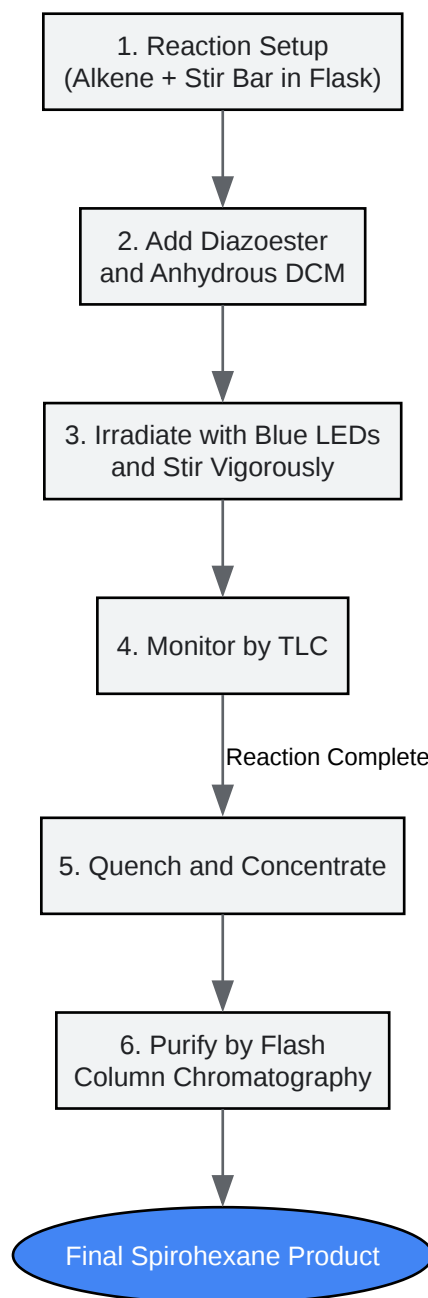 1. Reaction Setup
(Alkene + Stir Bar in Flask)
2. Add Diazoester
and Anhydrous DCM
3. Irradiate with Blue LEDs
and Stir Vigorously
4. Monitor by TLC
Reaction Complete
5. Quench and Concentrate
6. Purify by Flash
Column Chromatography
Final Spirohexane Product